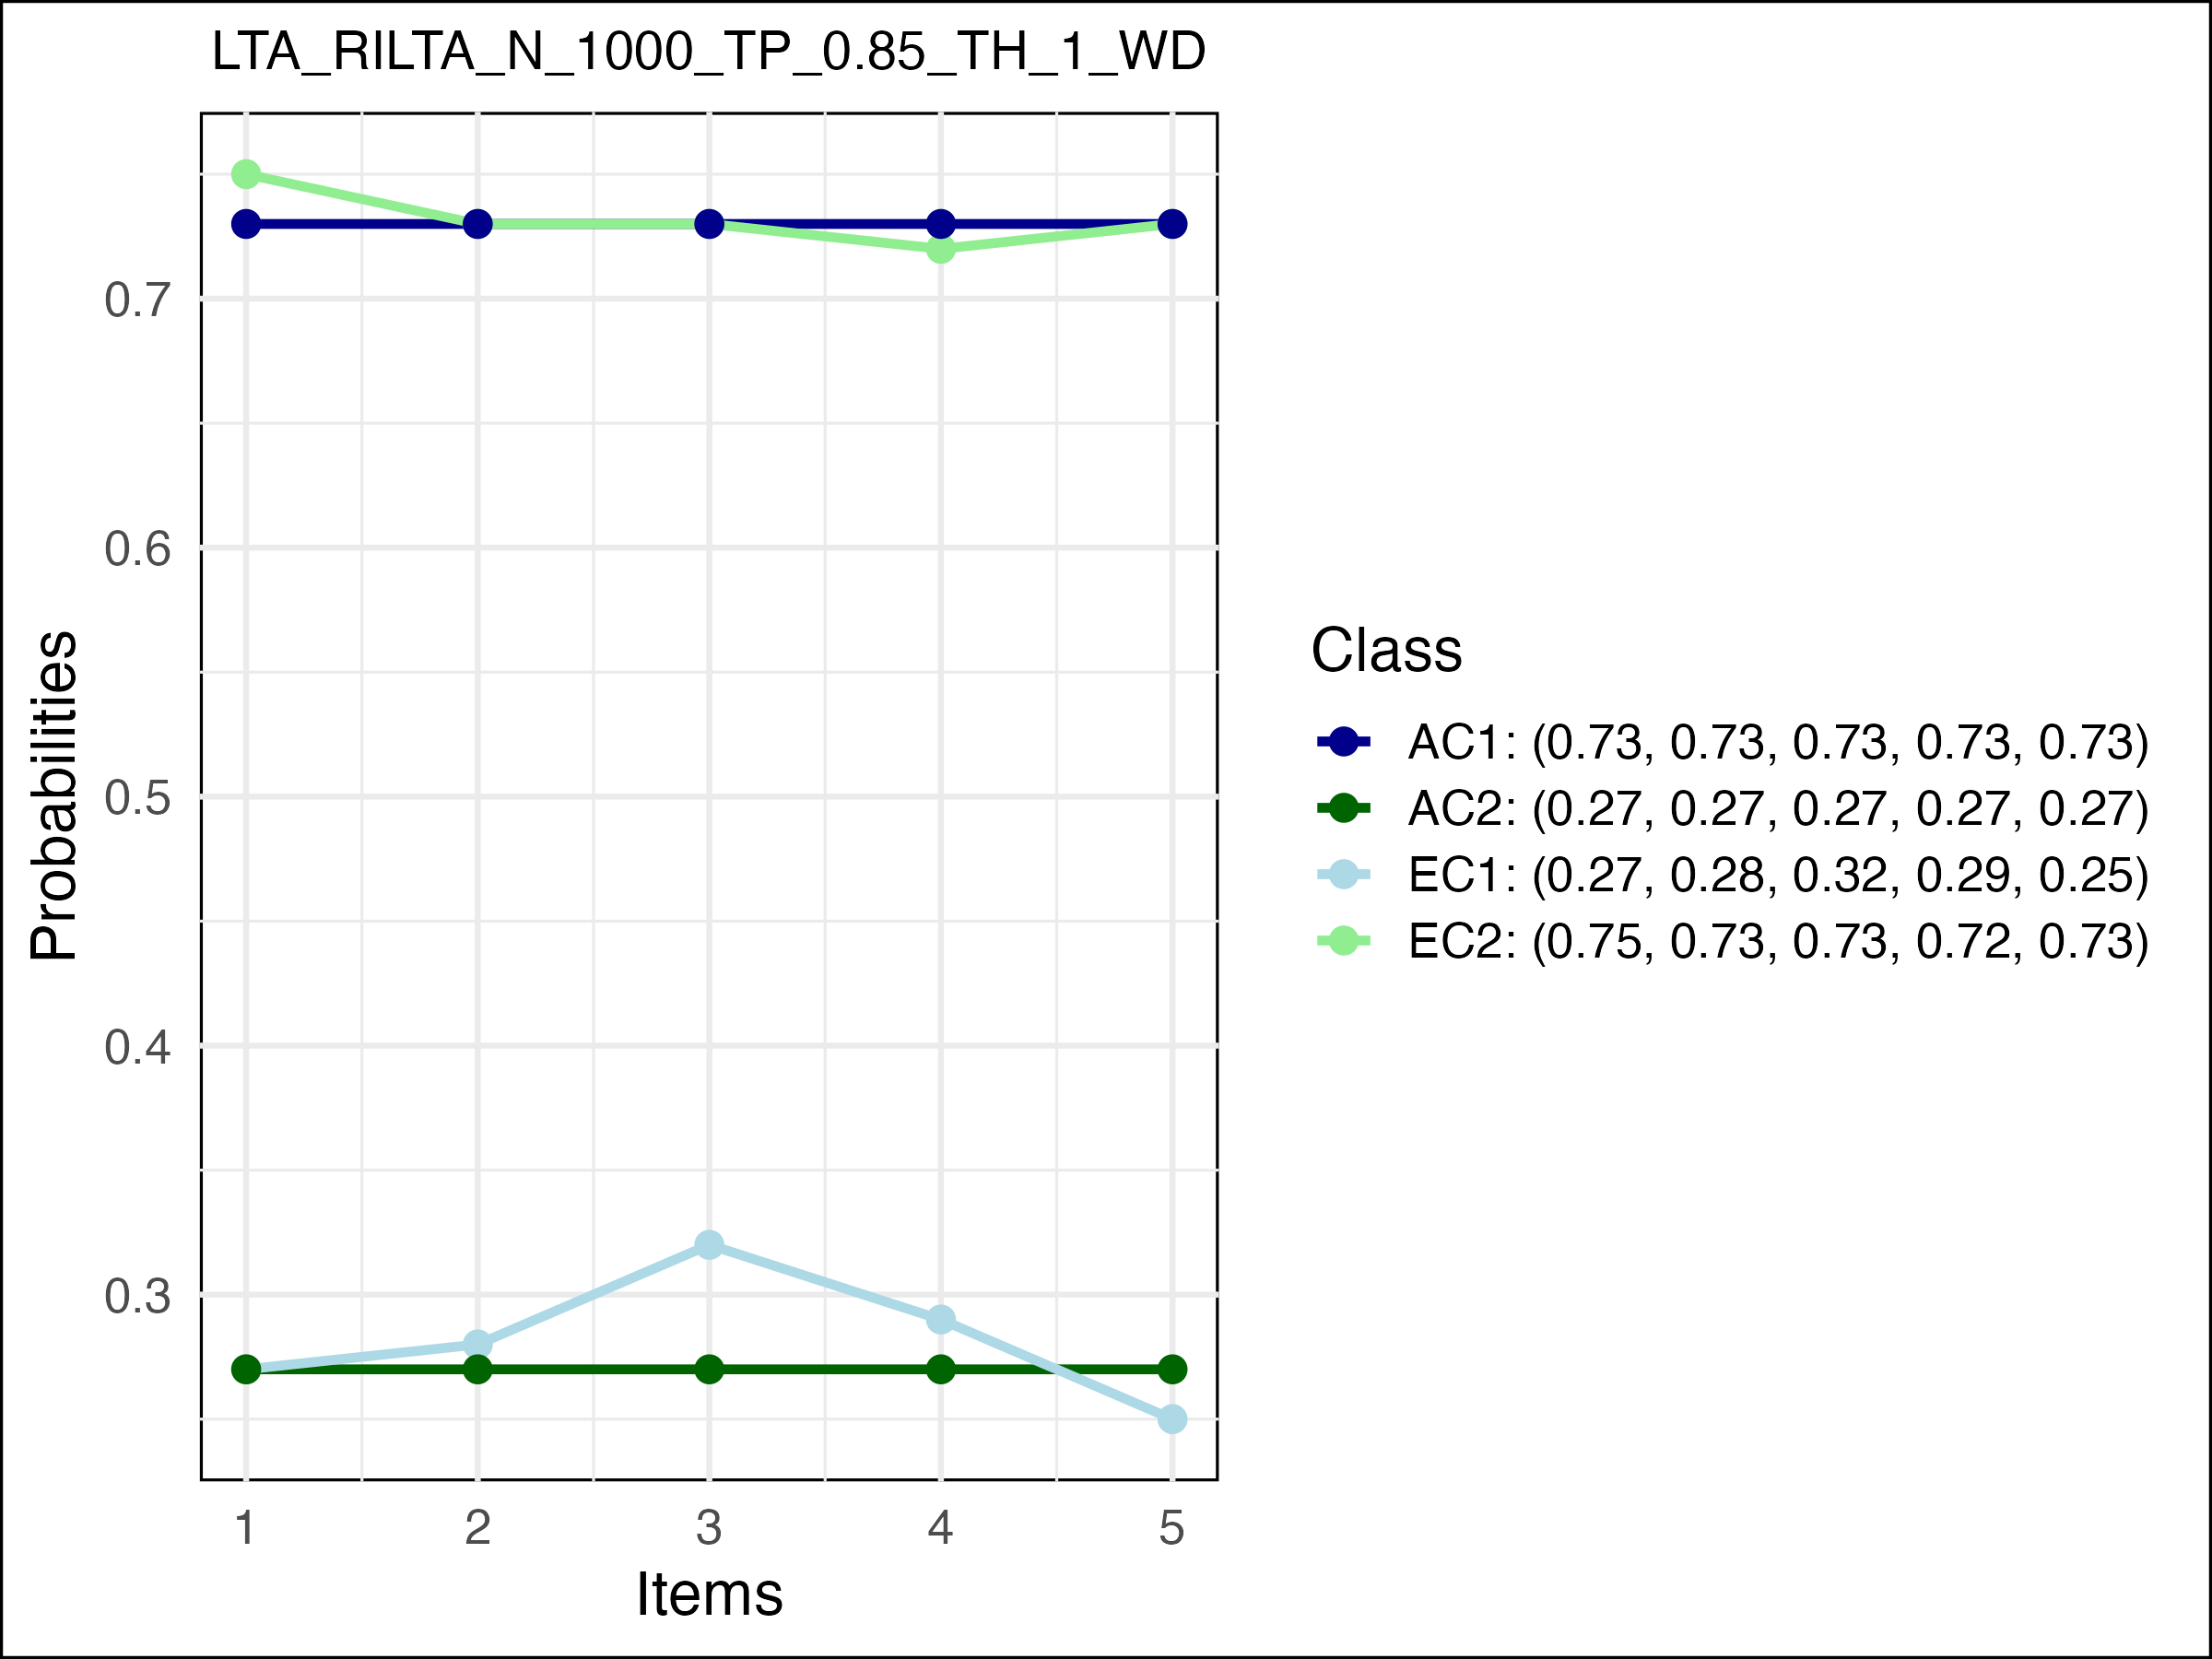 LTA_RILTA_N_1000_TP_0.85_TH_1_WD
Probabilities
0.7
0.6
0.5
0.4
0.3
1 2 3 4 5
Items
Class
AC1: (0.73, 0.73, 0.73, 0.73, 0.73)
AC2: (0.27, 0.27, 0.27, 0.27, 0.27)
EC1: (0.27, 0.28, 0.32, 0.29, 0.25)
EC2: (0.75, 0.73, 0.73, 0.72, 0.73)